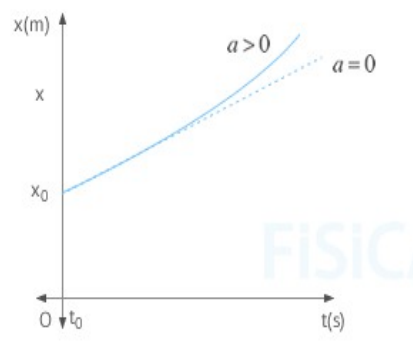 x(m)
a > 0
a = 0
x
x₀
FiSiCA
O t₀
t(s)